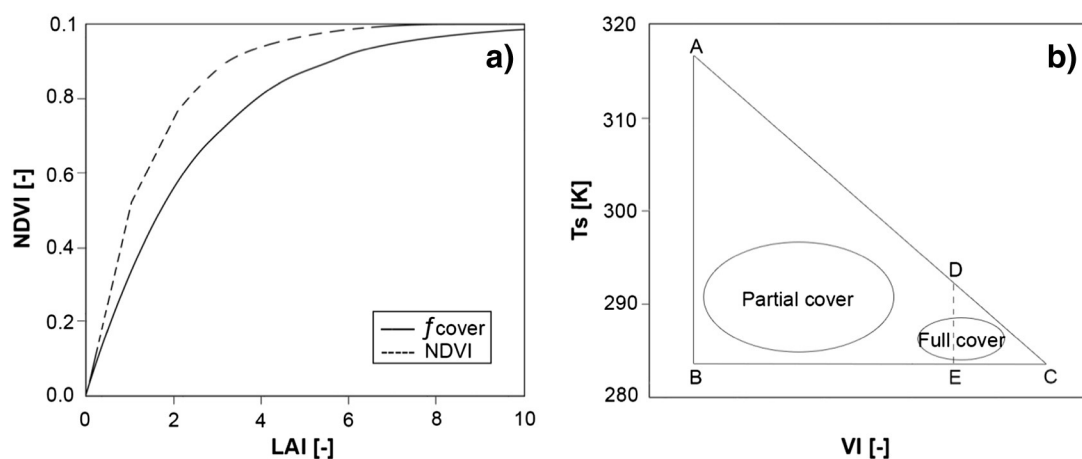 a)
0.1
0.8
0.6
0.4
0.2
0.0
NDVI [-]
0
2
4
6
8
10
LAI [-]
ƒcover
NDVI
b)
320
310
300
290
280
Ts [K]
A
D
Partial cover
Full cover
B
E
C
VI [-]